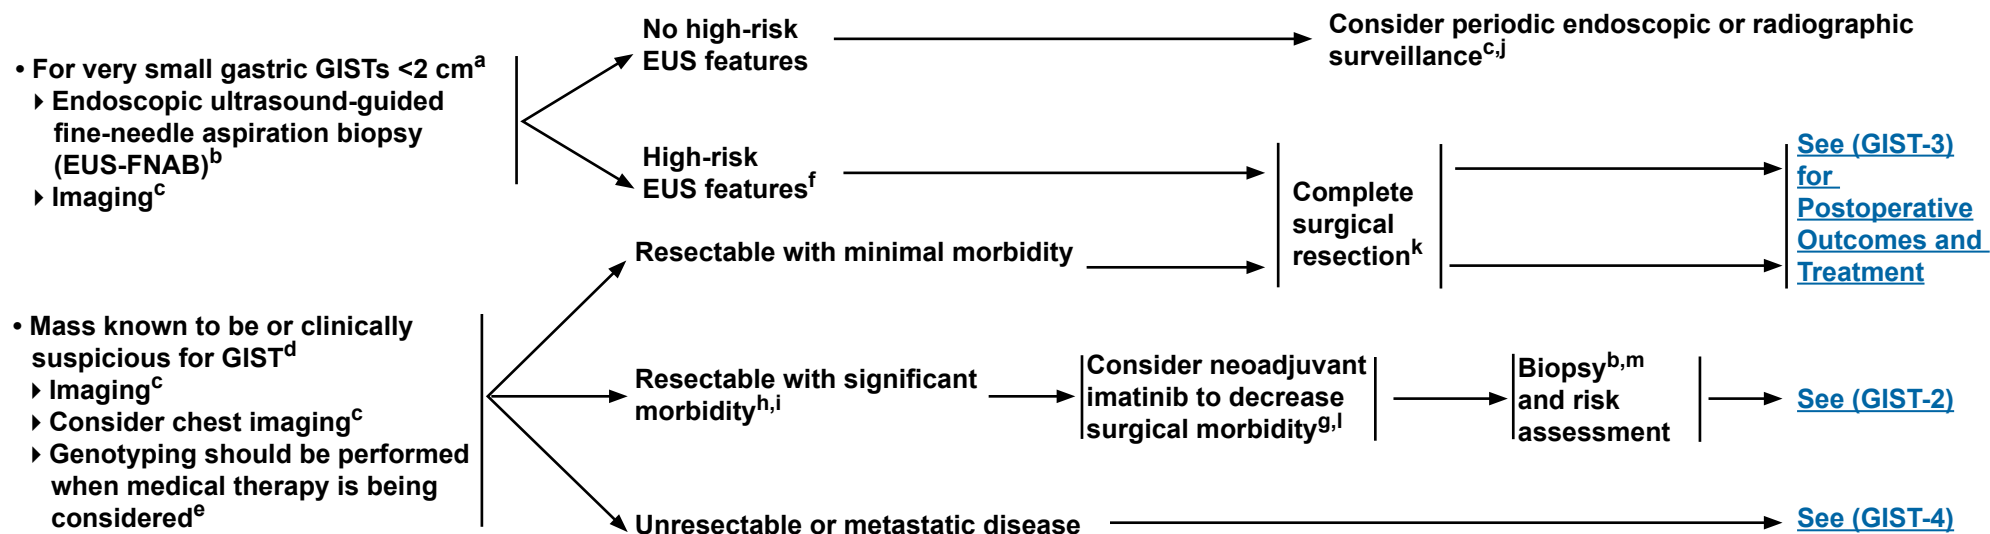 • For very small gastric GISTs <2 cmᵃ
▸ Endoscopic ultrasound-guided
fine-needle aspiration biopsy
(EUS-FNAB)ᵇ
▸ Imagingᶜ
No high-risk
EUS features
Consider periodic endoscopic or radiographic
surveillanceᶜ,ʲ
High-risk
EUS featuresᶠ
Complete
surgical
resectionᵏ
See (GIST-3)
for
Postoperative
Outcomes and
Treatment
• Mass known to be or clinically
suspicious for GISTᵈ
▸ Imagingᶜ
▸ Consider chest imagingᶜ
▸ Genotyping should be performed
when medical therapy is being
consideredᵉ
Resectable with minimal morbidity
Resectable with significant
morbidityʰ,ⁱ
Consider neoadjuvant
imatinib to decrease
surgical morbidityᵍ,ˡ
Biopsyᵇ,ᵐ
and risk
assessment
See (GIST-2)
Unresectable or metastatic disease
See (GIST-4)